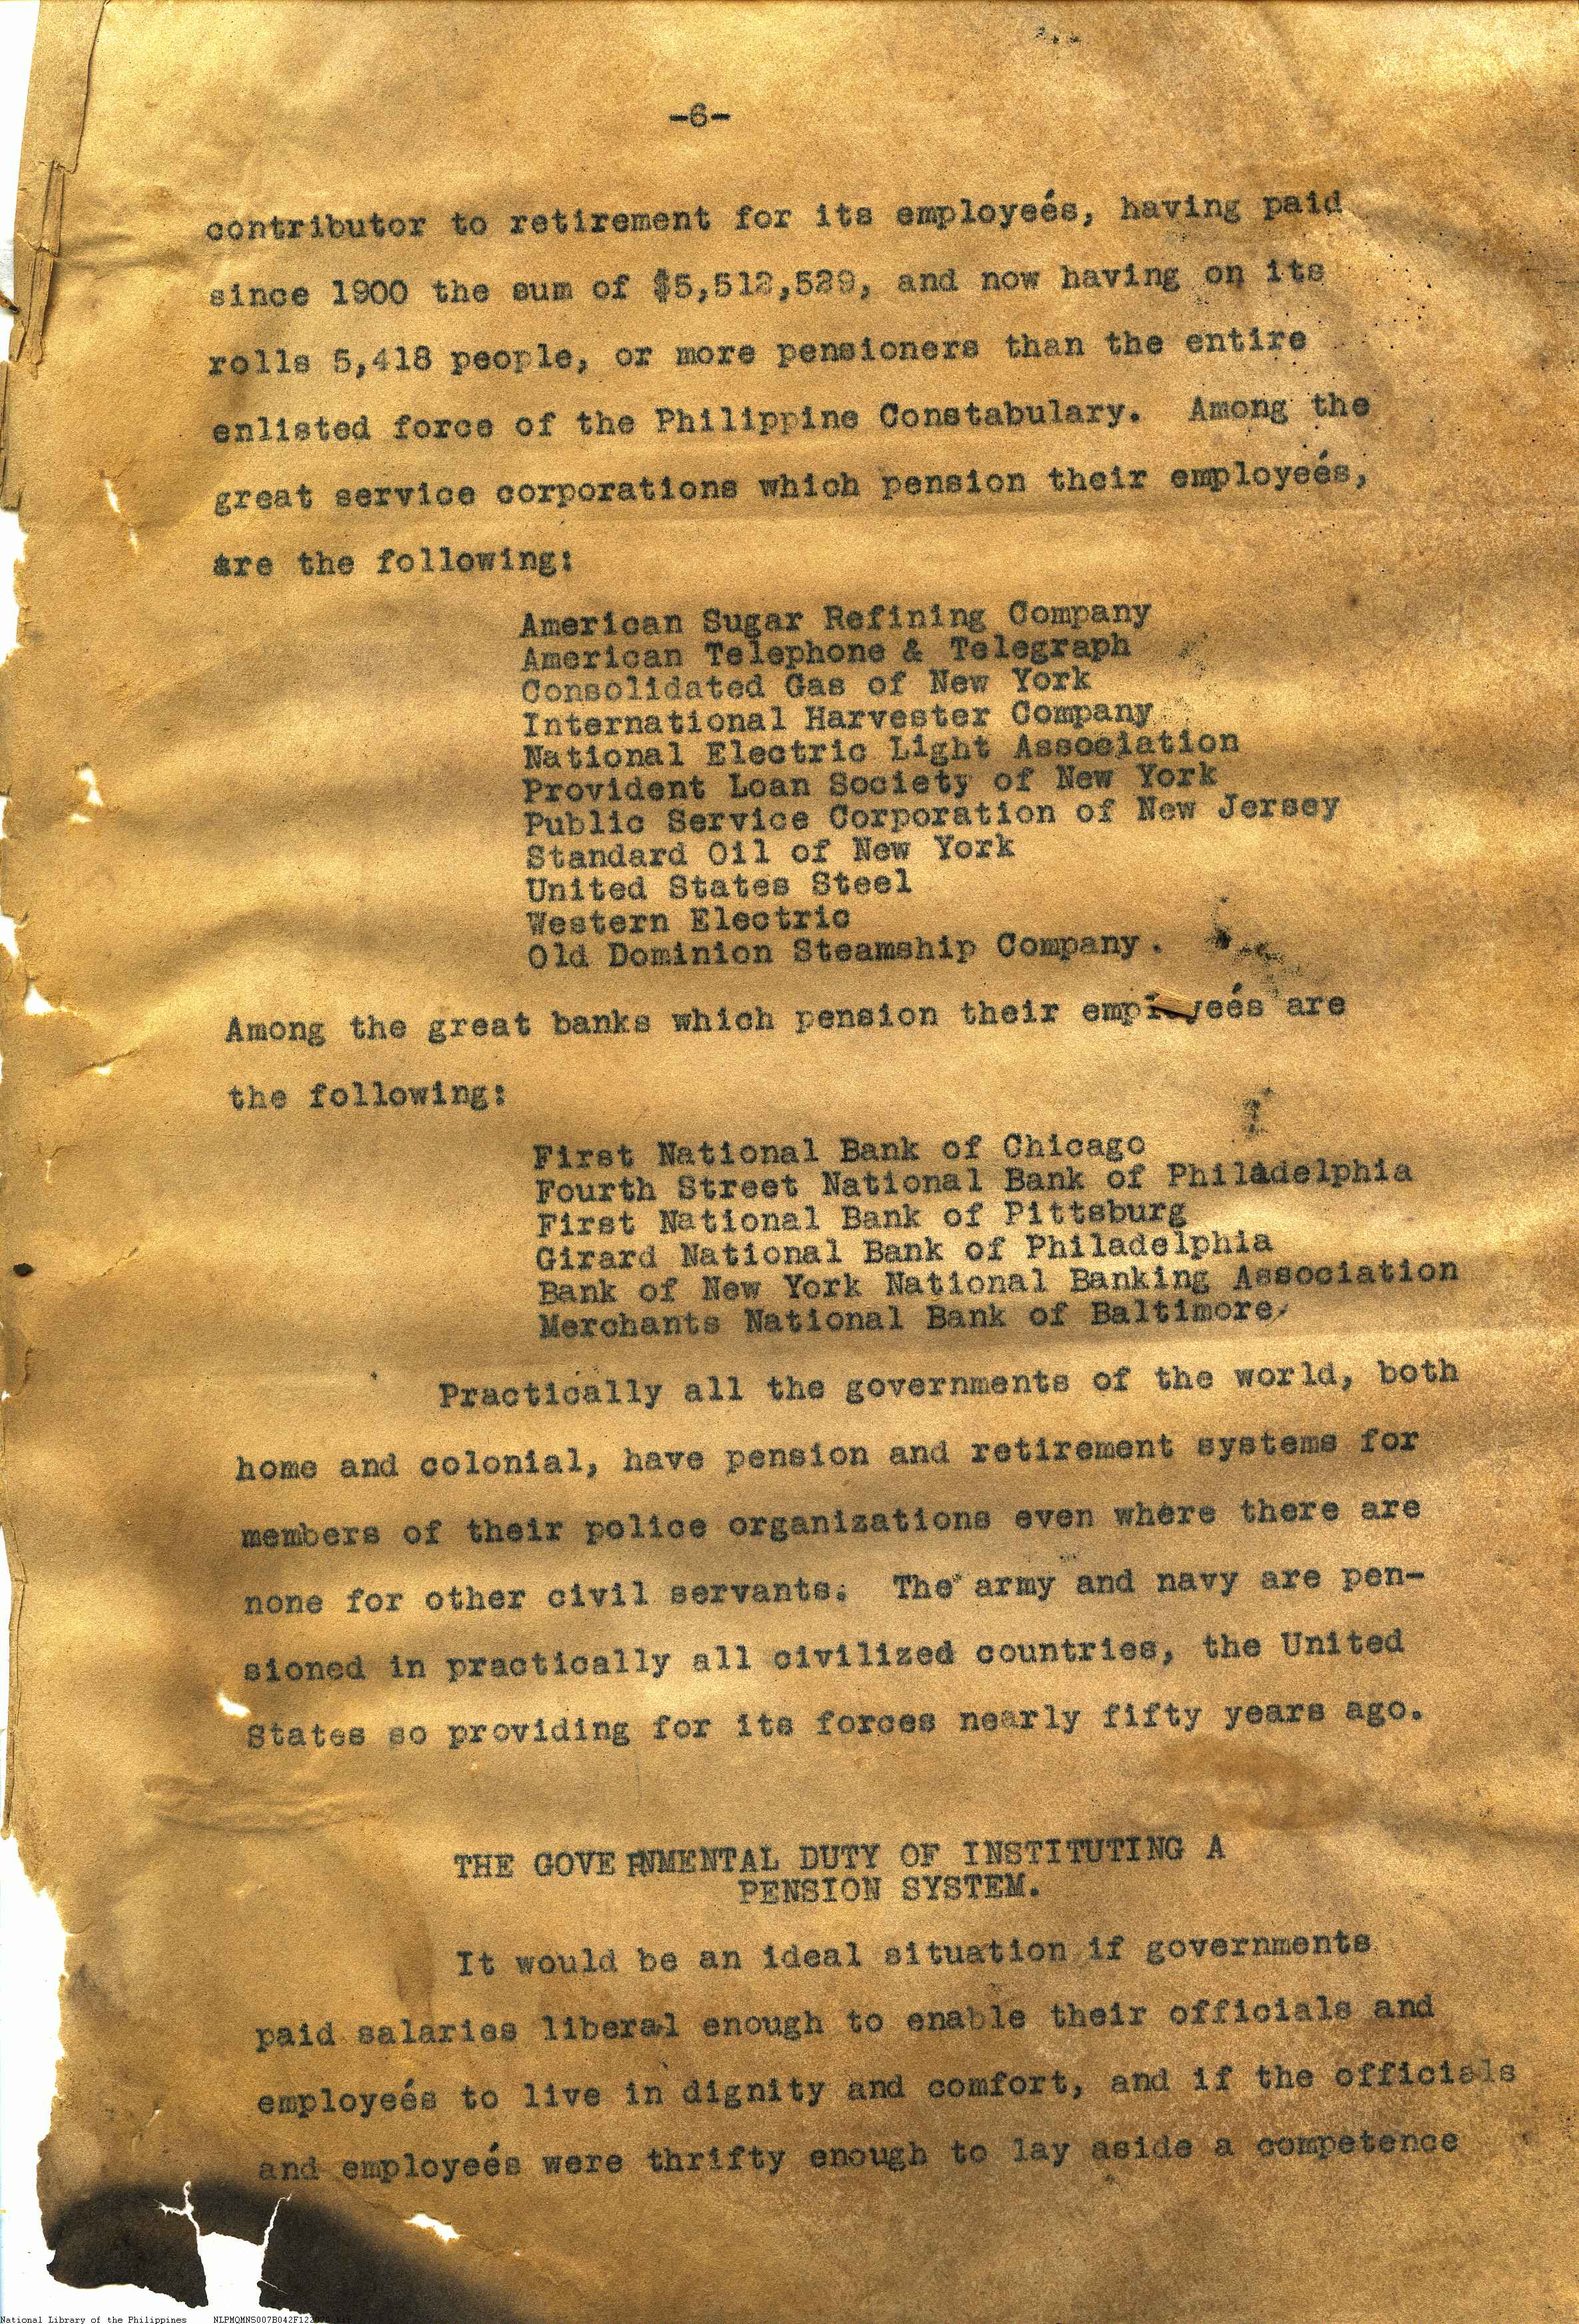 -6-
contributor to retirement for its employeés, having paid
since 1900 the sum of $5,512,529, and now having on its
rolls 5,418 people, or more pensioners than the entire
enlisted force of the Philippine Constabulary. Among the
great service corporations which pension their employeés,
are the following:
American Sugar Refining Company
American Telephone & Telegraph
Consolidated Gas of New York
International Harvester Company
National Electric Light Association
Provident Loan Society of New York
Public Service Corporation of New Jersey
Standard Oil of New York
United States Steel
Western Electric
Old Dominion Steamship Company.
Among the great banks which pension their employeés are
the following:
First National Bank of Chicago
Fourth Street National Bank of Philadelphia
First National Bank of Pittsburg
Girard National Bank of Philadelphia
Bank of New York National Banking Association
Merchants National Bank of Baltimore
Practically all the governments of the world, both
home and colonial, have pension and retirement systems for
members of their police organizations even where there are
none for other civil servants. The army and navy are pen-
sioned in practically all civilized countries, the United
States so providing for its forces nearly fifty years ago.
THE GOVERNMENTAL DUTY OF INSTITUTING A
PENSION SYSTEM.
It would be an ideal situation if governments
paid salaries liberal enough to enable their officials and
employeés to live in dignity and comfort, and if the officials
and employeés were thrifty enough to lay aside a competence
National Library of the Philippines